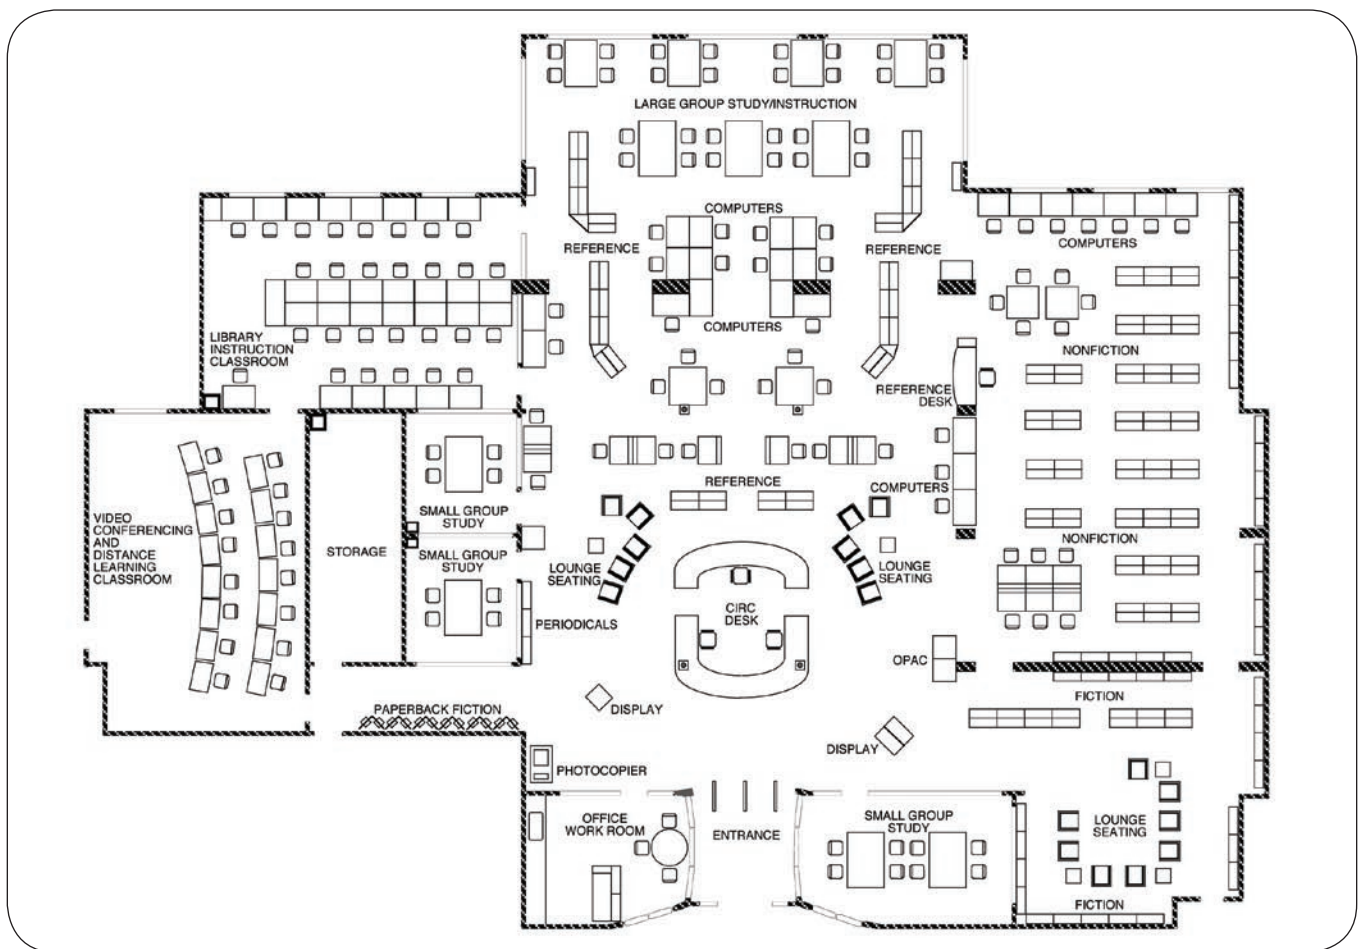 LARGE GROUP STUDY/INSTRUCTION
COMPUTERS
REFERENCE
REFERENCE
COMPUTERS
COMPUTERS
LIBRARY
INSTRUCTION
CLASSROOM
NONFICTION
REFERENCE
DESK
REFERENCE
COMPUTERS
SMALL GROUP
STUDY
VIDEO
CONFERENCING
AND
DISTANCE
LEARNING
CLASSROOM
STORAGE
SMALL GROUP
STUDY
LOUNGE
SEATING
LOUNGE
SEATING
NONFICTION
PERIODICALS
CIRC
DESK
OPAC
PAPERBACK FICTION
DISPLAY
FICTION
DISPLAY
PHOTOCOPIER
OFFICE
WORK ROOM
ENTRANCE
SMALL GROUP
STUDY
LOUNGE
SEATING
FICTION